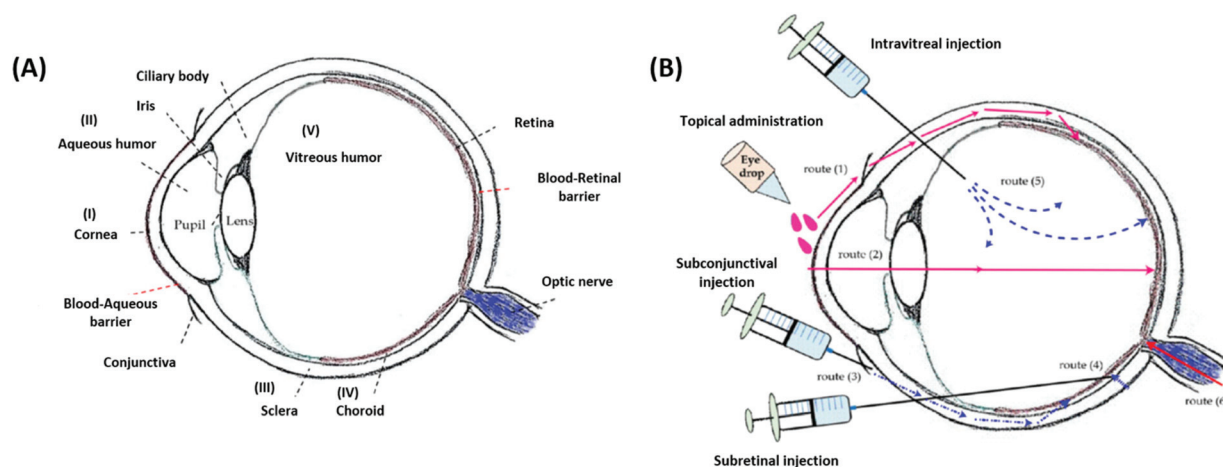 (A)
Ciliary body
Iris
(II)
Aqueous humor
(V)
Vitreous humor
Retina
Blood-Retinal
barrier
(I)
Cornea
Pupil
Lens
Optic nerve
Blood-Aqueous
barrier
Conjunctiva
(III)
Sclera
(IV)
Choroid
(B)
Intravitreal injection
Topical administration
Eye
drop
route (1)
route (5)
route (2)
Subconjunctival
injection
route (3)
route (4)
route (6
Subretinal injection